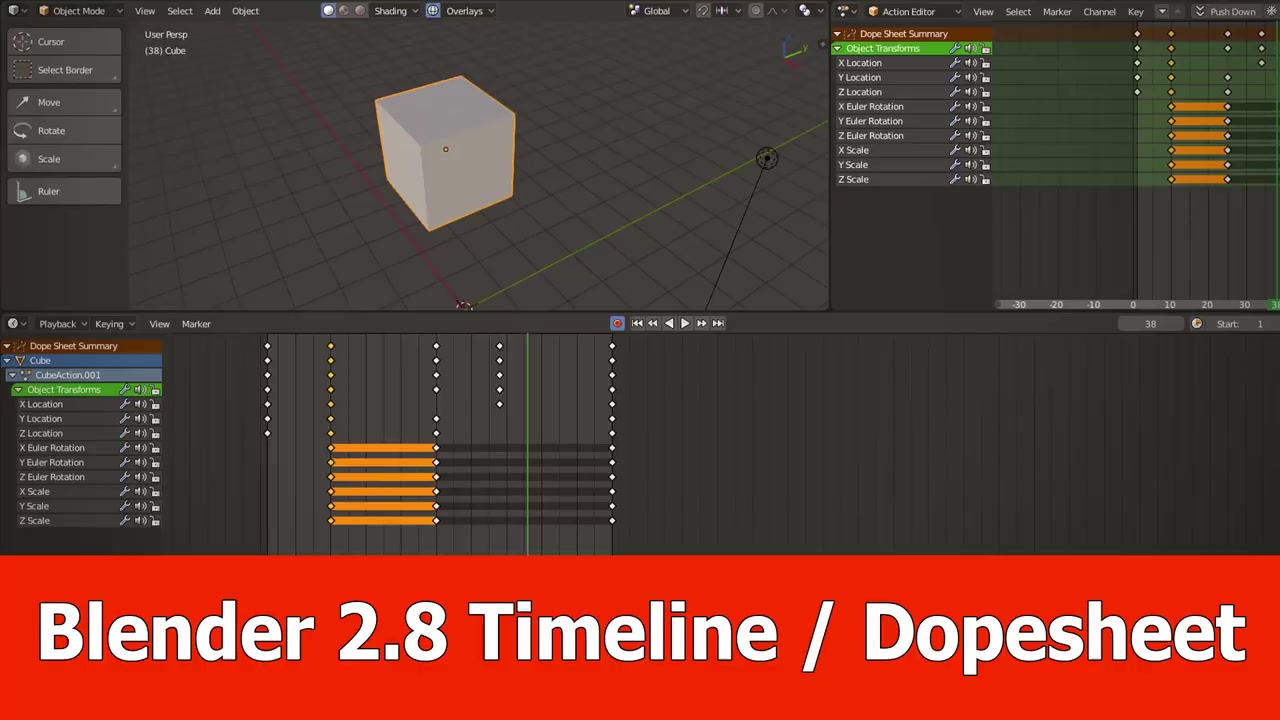 Object Mode View Select Add Object Shading Overlays Global
User Persp
(38) Cube
Cursor
Select Border
Move
Rotate
Scale
Ruler
y
Action Editor View Select Marker Channel Key Push Down
Dope Sheet Summary
Object Transforms
X Location
Y Location
Z Location
X Euler Rotation
Y Euler Rotation
Z Euler Rotation
X Scale
Y Scale
Z Scale
-30 -20 -10 0 10 20 30 38
Playback Keying View Marker 38 Start: 1
Dope Sheet Summary
Cube
CubeAction.001
Object Transforms
X Location
Y Location
Z Location
X Euler Rotation
Y Euler Rotation
Z Euler Rotation
X Scale
Y Scale
Z Scale
Blender 2.8 Timeline / Dopesheet